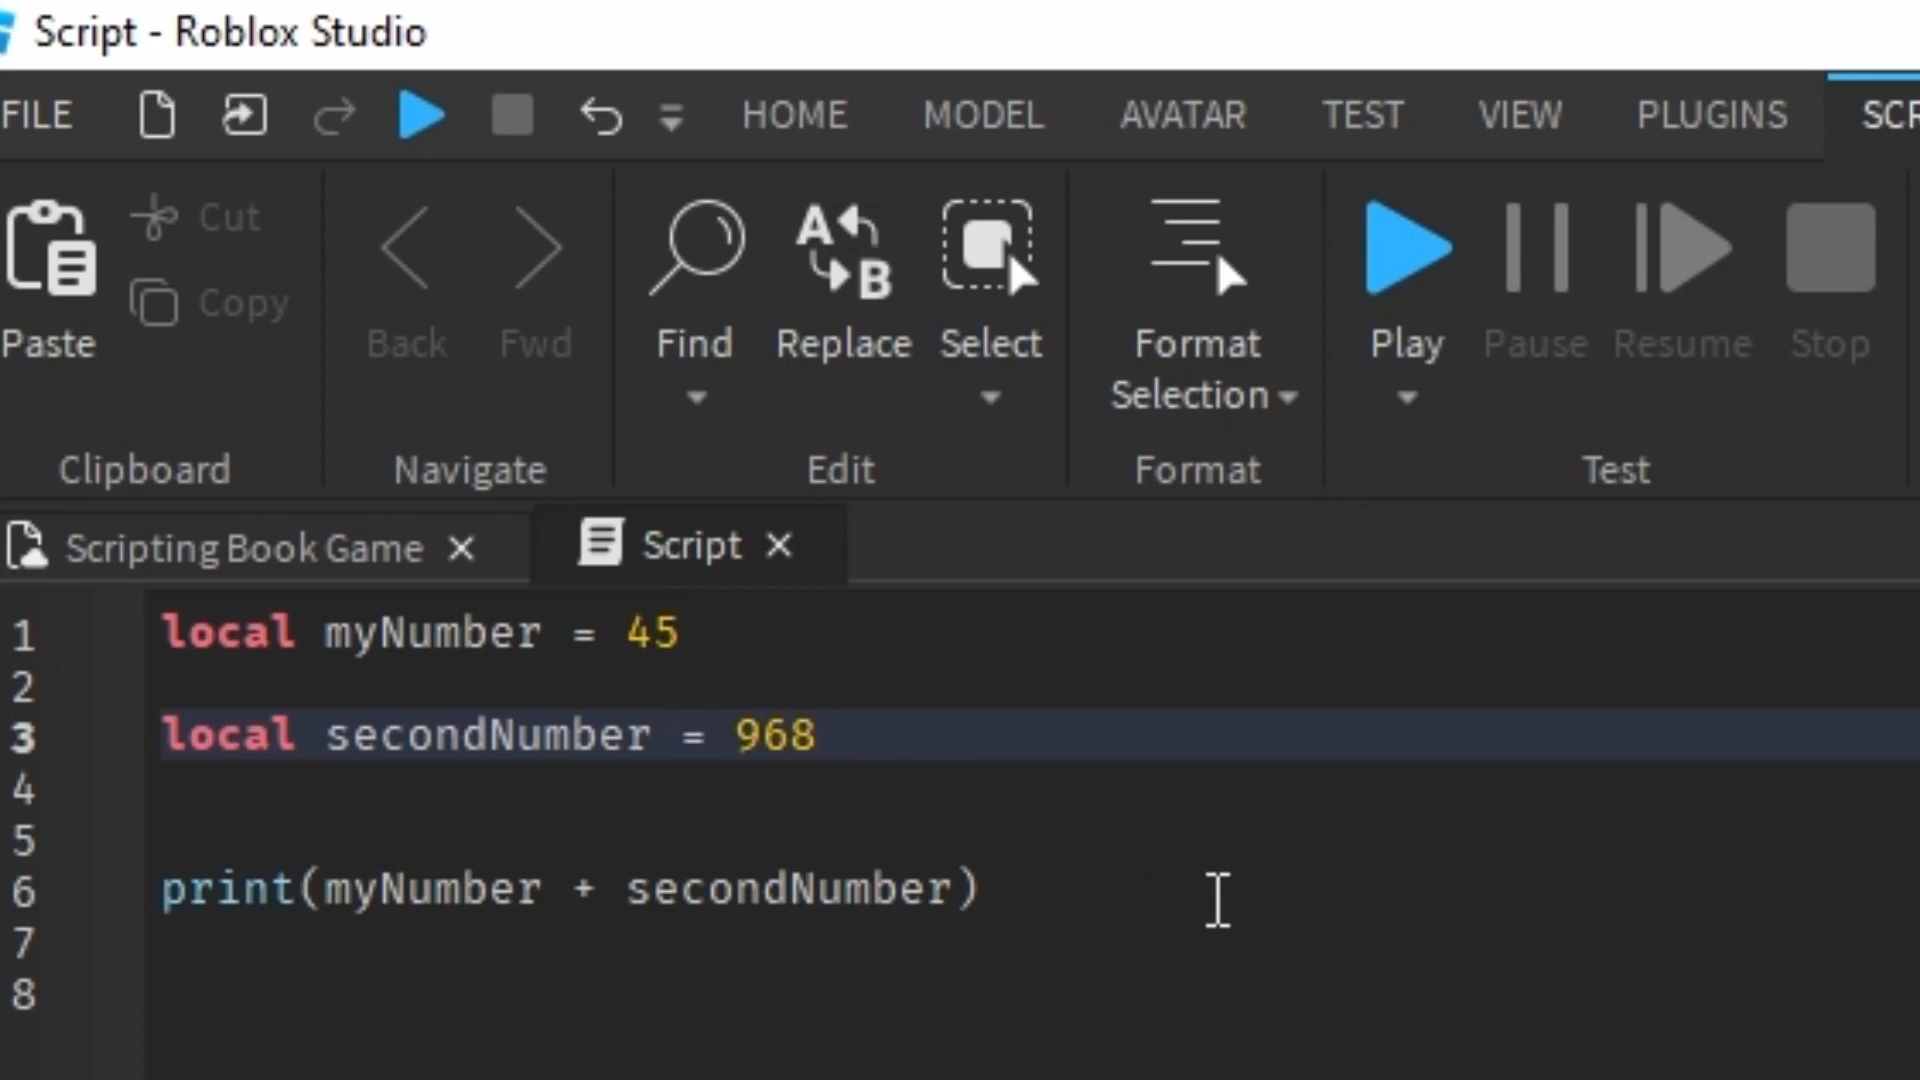 Script - Roblox Studio
FILE HOME MODEL AVATAR TEST VIEW PLUGINS
Paste Cut Copy Back Fwd Find Replace Select Format Selection Play Pause Resume Stop
Clipboard Navigate Edit Format Test
Scripting Book Game Script
1 local myNumber = 45
2
3 local secondNumber = 968
4
5
6 print(myNumber + secondNumber)
7
8